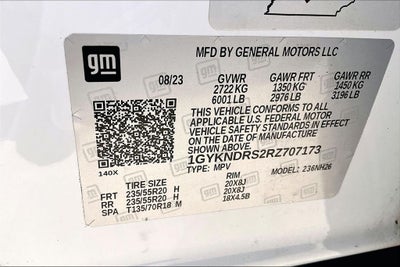 gm
MFD BY GENERAL MOTORS LLC
08/23 GVWR GAWR FRT GAWR RR
2722 KG 1350 KG 1450 KG
6001 LB 2976 LB 3196 LB
THIS VEHICLE CONFORMS TO ALL
APPLICABLE U.S. FEDERAL MOTOR
VEHICLE SAFETY STANDARDS IN EFFECT
ON THE DATE OF MANUFACTURE
SHOWN ABOVE.
1GYKNDRS2RZ707173
140X TYPE: MPV MODEL: 236NH26
TIRE SIZE RIM
FRT 235/55R20 H 20X8J
RR 235/55R20 H 20X8J
SPA T135/70R18 M 18X4.5B